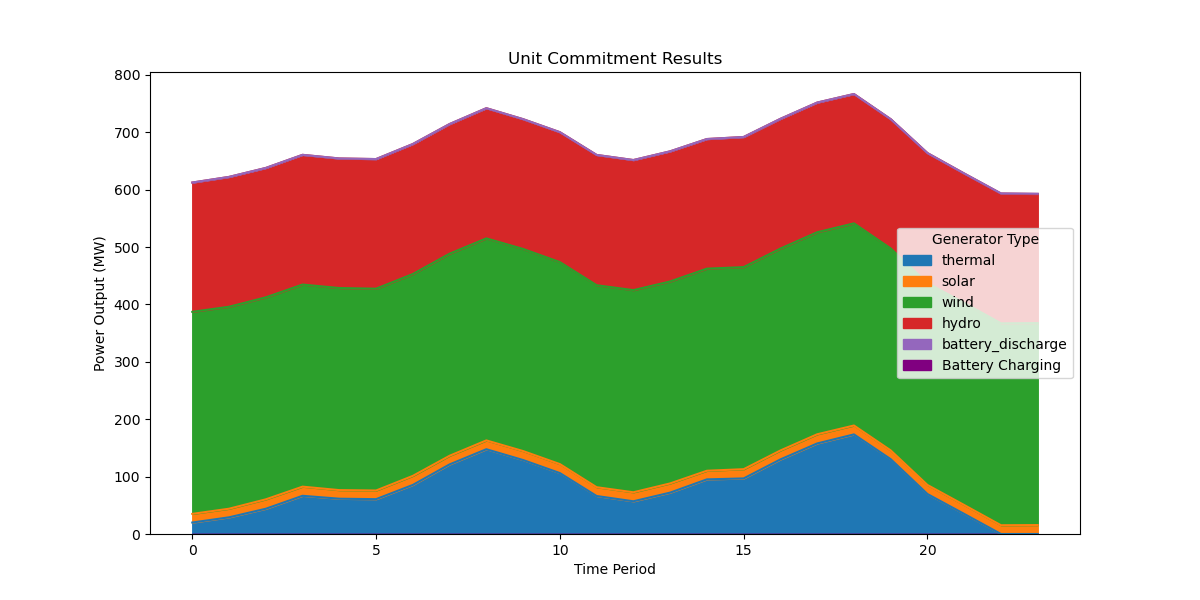 Unit Commitment Results
Power Output (MW)
800
700
600
500
400
300
200
100
0
Generator Type
thermal
solar
wind
hydro
battery_discharge
Battery Charging
0 5 10 15 20
Time Period